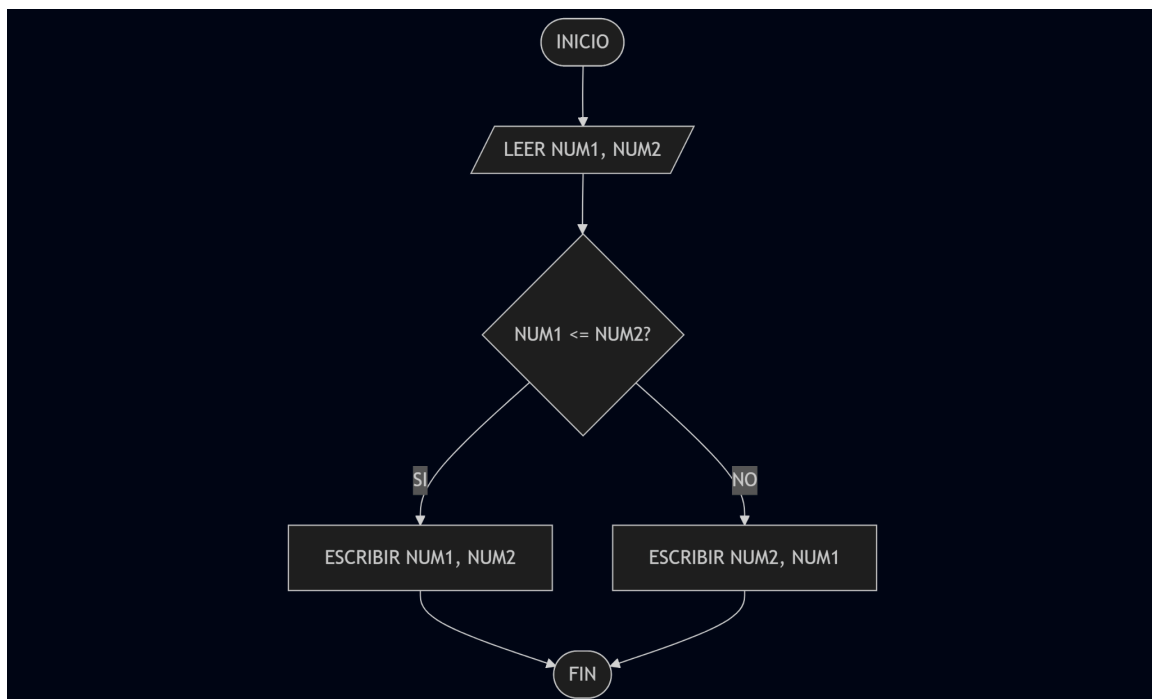 INICIO
LEER NUM1, NUM2
NUM1 <= NUM2?
SI
NO
ESCRIBIR NUM1, NUM2
ESCRIBIR NUM2, NUM1
FIN